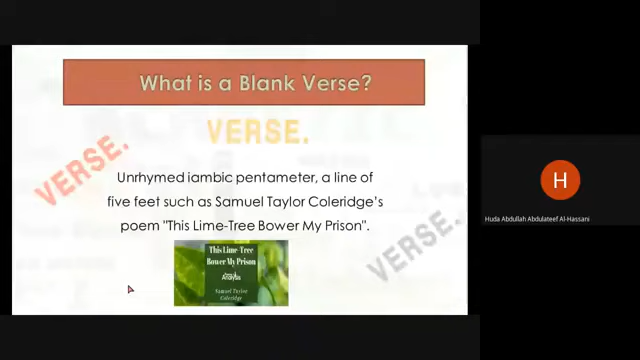 What is a Blank Verse?
VERSE.
VERSE.
Unrhymed iambic pentameter, a line of
five feet such as Samuel Taylor Coleridge's
poem "This Lime-Tree Bower My Prison".
VERSE.
This Lime-Tree
Bower My Prison
Analysis
Samuel Taylor
Coleridge
H
Huda Abdullah Abdulateef Al-Hassani